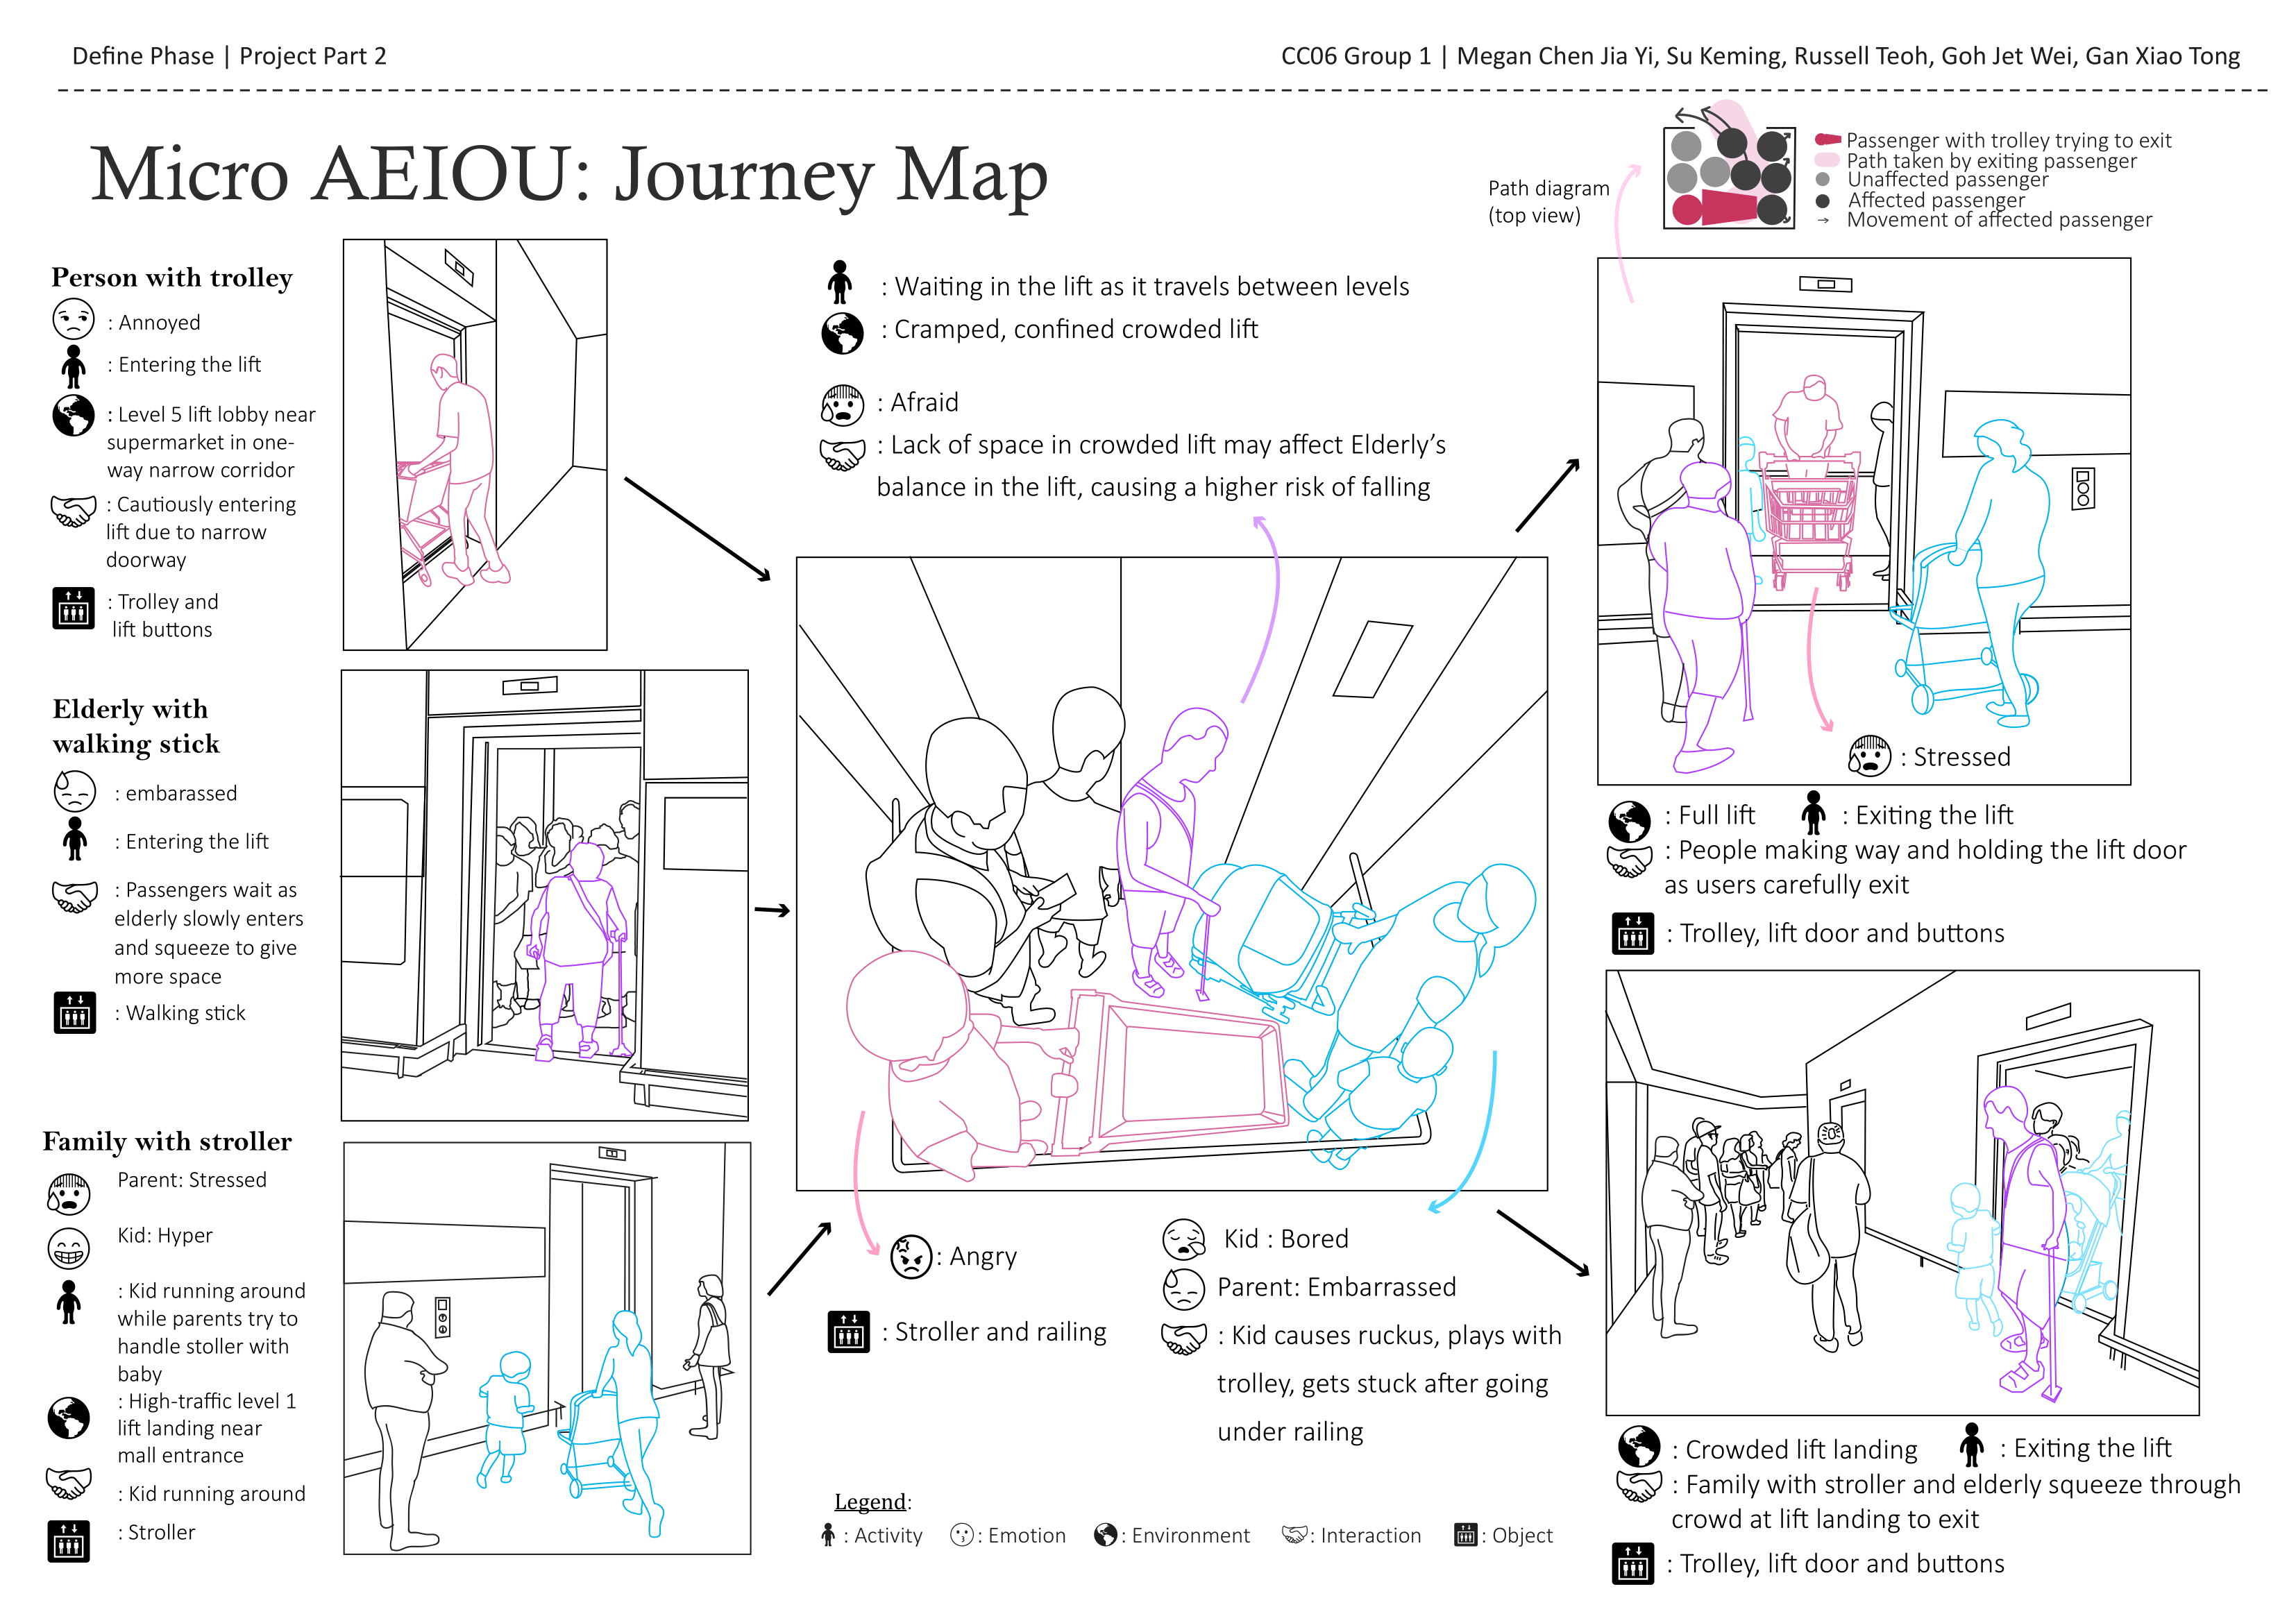 Define Phase | Project Part 2
CC06 Group 1 | Megan Chen Jia Yi, Su Keming, Russell Teoh, Goh Jet Wei, Gan Xiao Tong
Micro AEIOU: Journey Map
Path diagram
(top view)
Passenger with trolley trying to exit
Path taken by exiting passenger
Unaffected passenger
Affected passenger
Movement of affected passenger
Person with trolley
: Annoyed
: Entering the lift
: Level 5 lift lobby near
supermarket in one-
way narrow corridor
: Cautiously entering
lift due to narrow
doorway
: Trolley and
lift buttons
Elderly with
walking stick
: embarassed
: Entering the lift
: Passengers wait as
elderly slowly enters
and squeeze to give
more space
: Walking stick
Family with stroller
Parent: Stressed
Kid: Hyper
: Kid running around
while parents try to
handle stoller with
baby
: High-traffic level 1
lift landing near
mall entrance
: Kid running around
: Stroller
: Waiting in the lift as it travels between levels
: Cramped, confined crowded lift
: Afraid
: Lack of space in crowded lift may affect Elderly’s
balance in the lift, causing a higher risk of falling
: Angry
: Stroller and railing
Kid : Bored
Parent: Embarrassed
: Kid causes ruckus, plays with
trolley, gets stuck after going
under railing
Legend:
: Activity
: Emotion
: Environment
: Interaction
: Object
: Stressed
: Full lift
: Exiting the lift
: People making way and holding the lift door
as users carefully exit
: Trolley, lift door and buttons
: Crowded lift landing
: Exiting the lift
: Family with stroller and elderly squeeze through
crowd at lift landing to exit
: Trolley, lift door and buttons